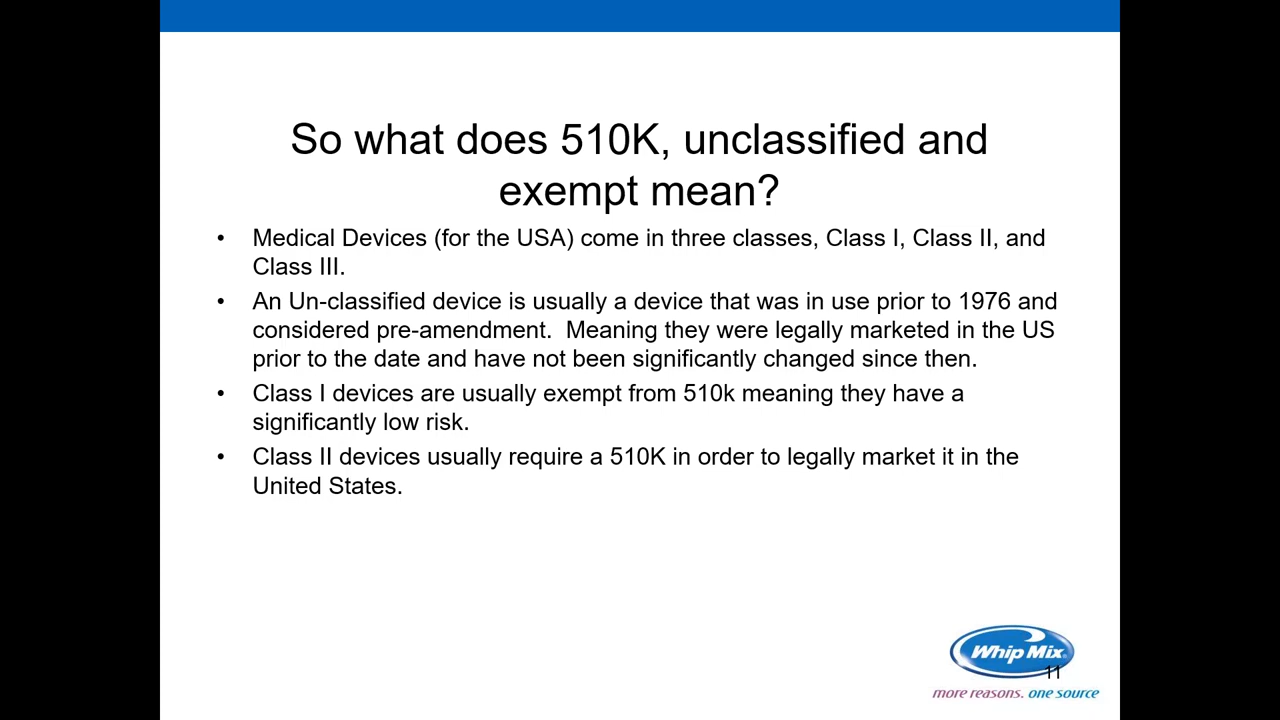 So what does 510K, unclassified and
exempt mean?
• Medical Devices (for the USA) come in three classes, Class I, Class II, and
Class III.
• An Un-classified device is usually a device that was in use prior to 1976 and
considered pre-amendment.  Meaning they were legally marketed in the US
prior to the date and have not been significantly changed since then.
• Class I devices are usually exempt from 510k meaning they have a
significantly low risk.
• Class II devices usually require a 510K in order to legally market it in the
United States.
Whip Mix®
11
more reasons. one source